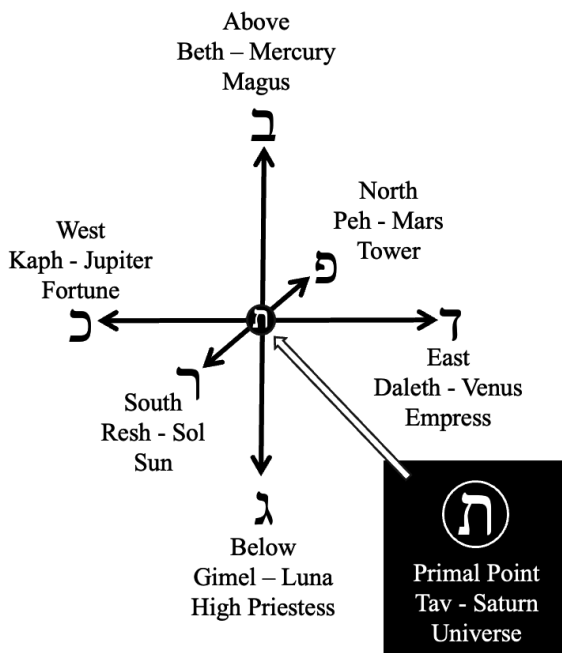 Above
Beth – Mercury
Magus
ב
North
Peh - Mars
Tower
פ
West
Kaph - Jupiter
Fortune
כ
ת
ד
East
Daleth - Venus
Empress
ר
South
Resh - Sol
Sun
ג
Below
Gimel – Luna
High Priestess
ת
Primal Point
Tav - Saturn
Universe